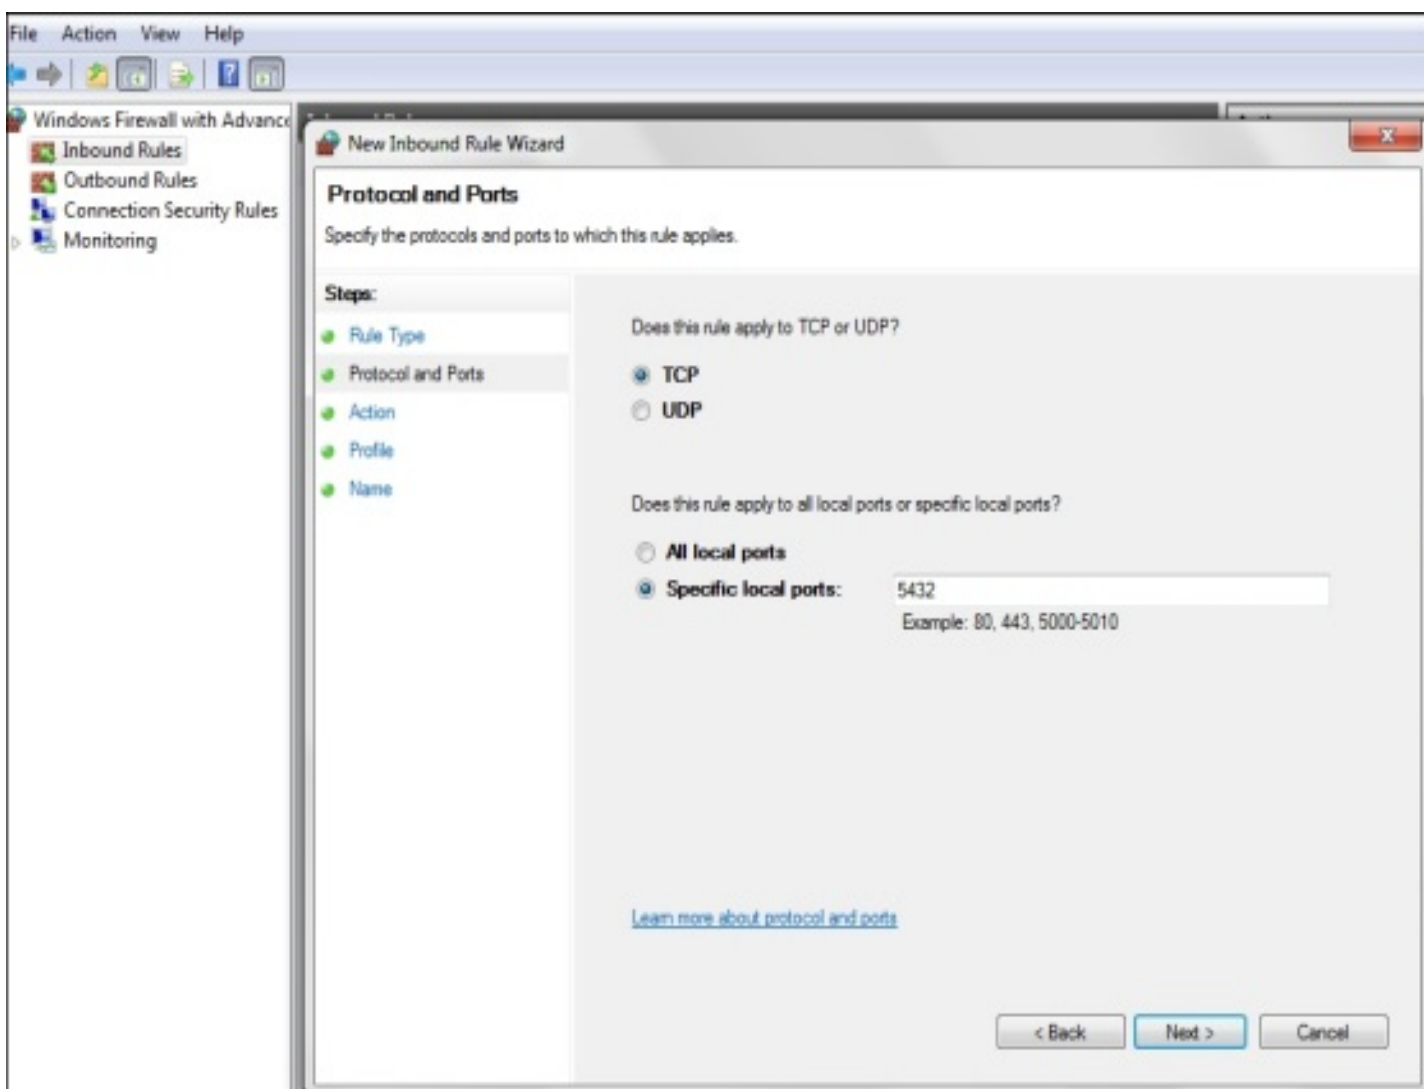 File Action View Help
Windows Firewall with Advance
Inbound Rules
Outbound Rules
Connection Security Rules
Monitoring
New Inbound Rule Wizard
Protocol and Ports
Specify the protocols and ports to which this rule applies.
Steps:
Rule Type
Protocol and Ports
Action
Profile
Name
Does this rule apply to TCP or UDP?
TCP
UDP
Does this rule apply to all local ports or specific local ports?
All local ports
Specific local ports: 5432
Example: 80, 443, 5000-5010
Learn more about protocol and ports
< Back Next > Cancel